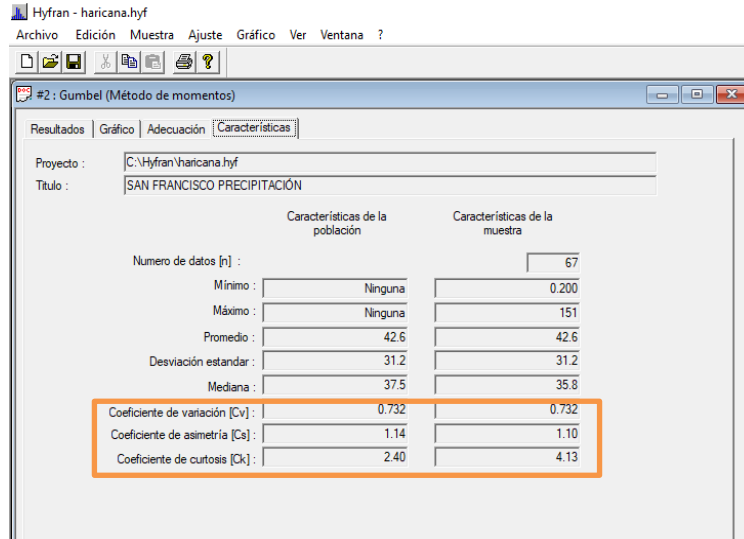 Hyfran - haricana.hyf
Archivo Edición Muestra Ajuste Gráfico Ver Ventana ?
#2 : Gumbel (Método de momentos)
Resultados Gráfico Adecuación Características
Proyecto : C:\Hyfran\haricana.hyf
Titulo : SAN FRANCISCO PRECIPITACIÓN
Características de la población Características de la muestra
Numero de datos [n] : 67
Mínimo : Ninguna 0.200
Máximo : Ninguna 151
Promedio : 42.6 42.6
Desviación estandar : 31.2 31.2
Mediana : 37.5 35.8
Coeficiente de variación [Cv] : 0.732 0.732
Coeficiente de asimetría [Cs] : 1.14 1.10
Coeficiente de curtosis [Ck] : 2.40 4.13